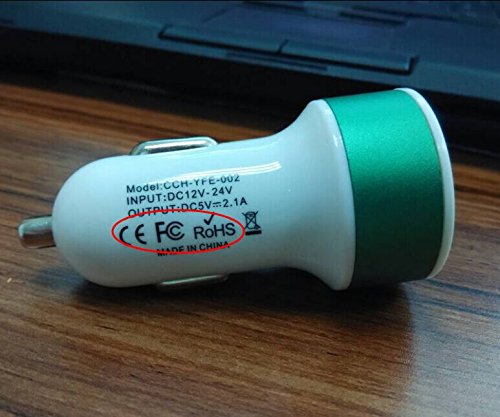 Model:CCH-YFE-002
INPUT:DC12V-24V
OUTPUT:DC5V⎓2.1A
CE FC RoHS
MADE IN CHINA